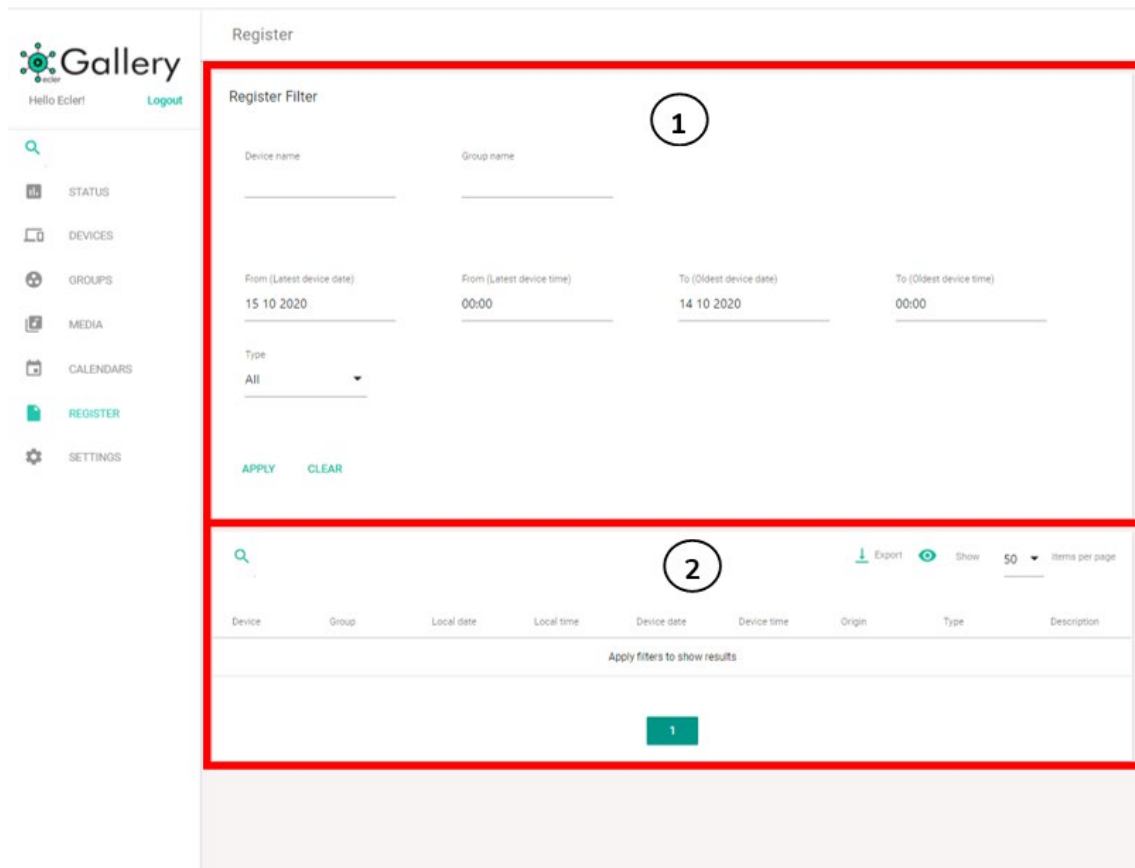 Register
Gallery
ecler
Hello Ecler! Logout
STATUS
DEVICES
GROUPS
MEDIA
CALENDARS
REGISTER
SETTINGS
Register Filter
1
Device name Group name
From (Latest device date) From (Latest device time) To (Oldest device date) To (Oldest device time)
15 10 2020 00:00 14 10 2020 00:00
Type
All
APPLY CLEAR
2
Export Show 50 items per page
Device Group Local date Local time Device date Device time Origin Type Description
Apply filters to show results
1